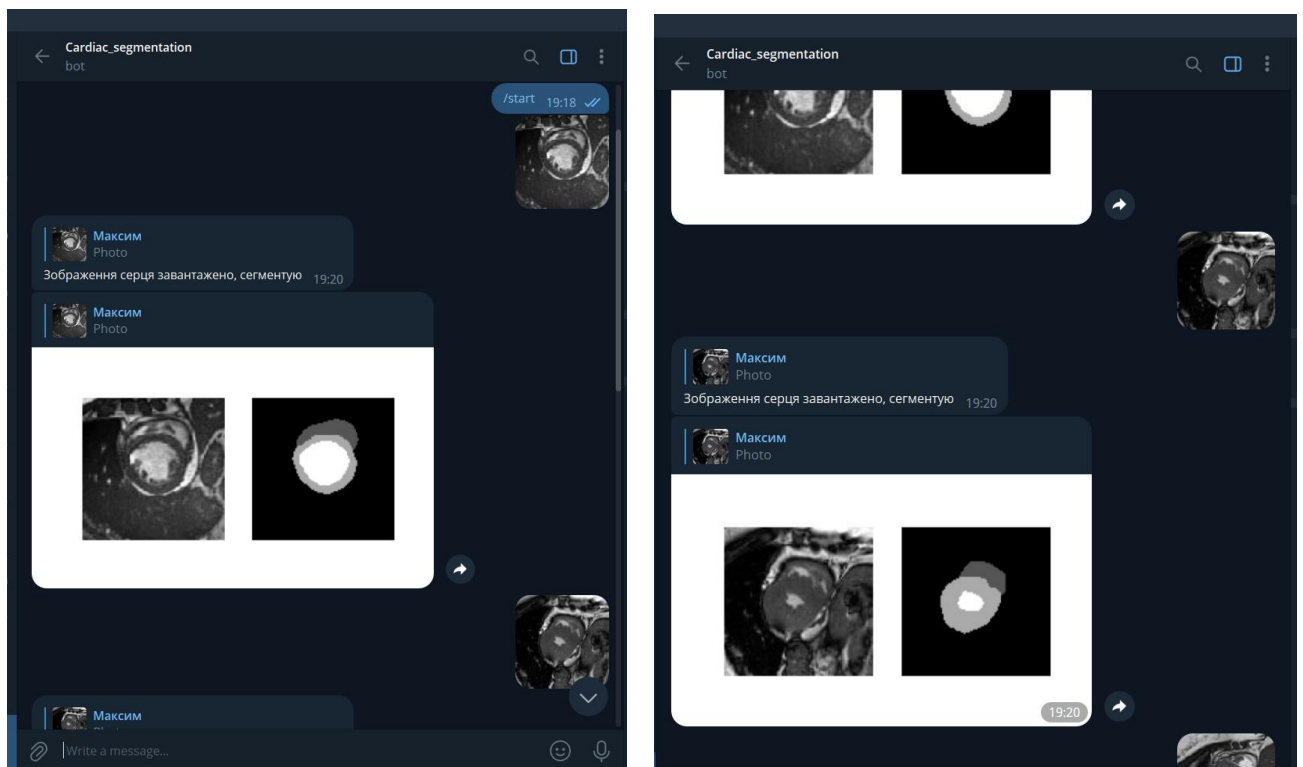 Cardiac_segmentation
bot
/start 19:18
Максим
Photo
Зображення серця завантажено, сегментую 19:20
Максим
Photo
Максим
Write a message...
Cardiac_segmentation
bot
Максим
Photo
Зображення серця завантажено, сегментую 19:20
Максим
Photo
19:20